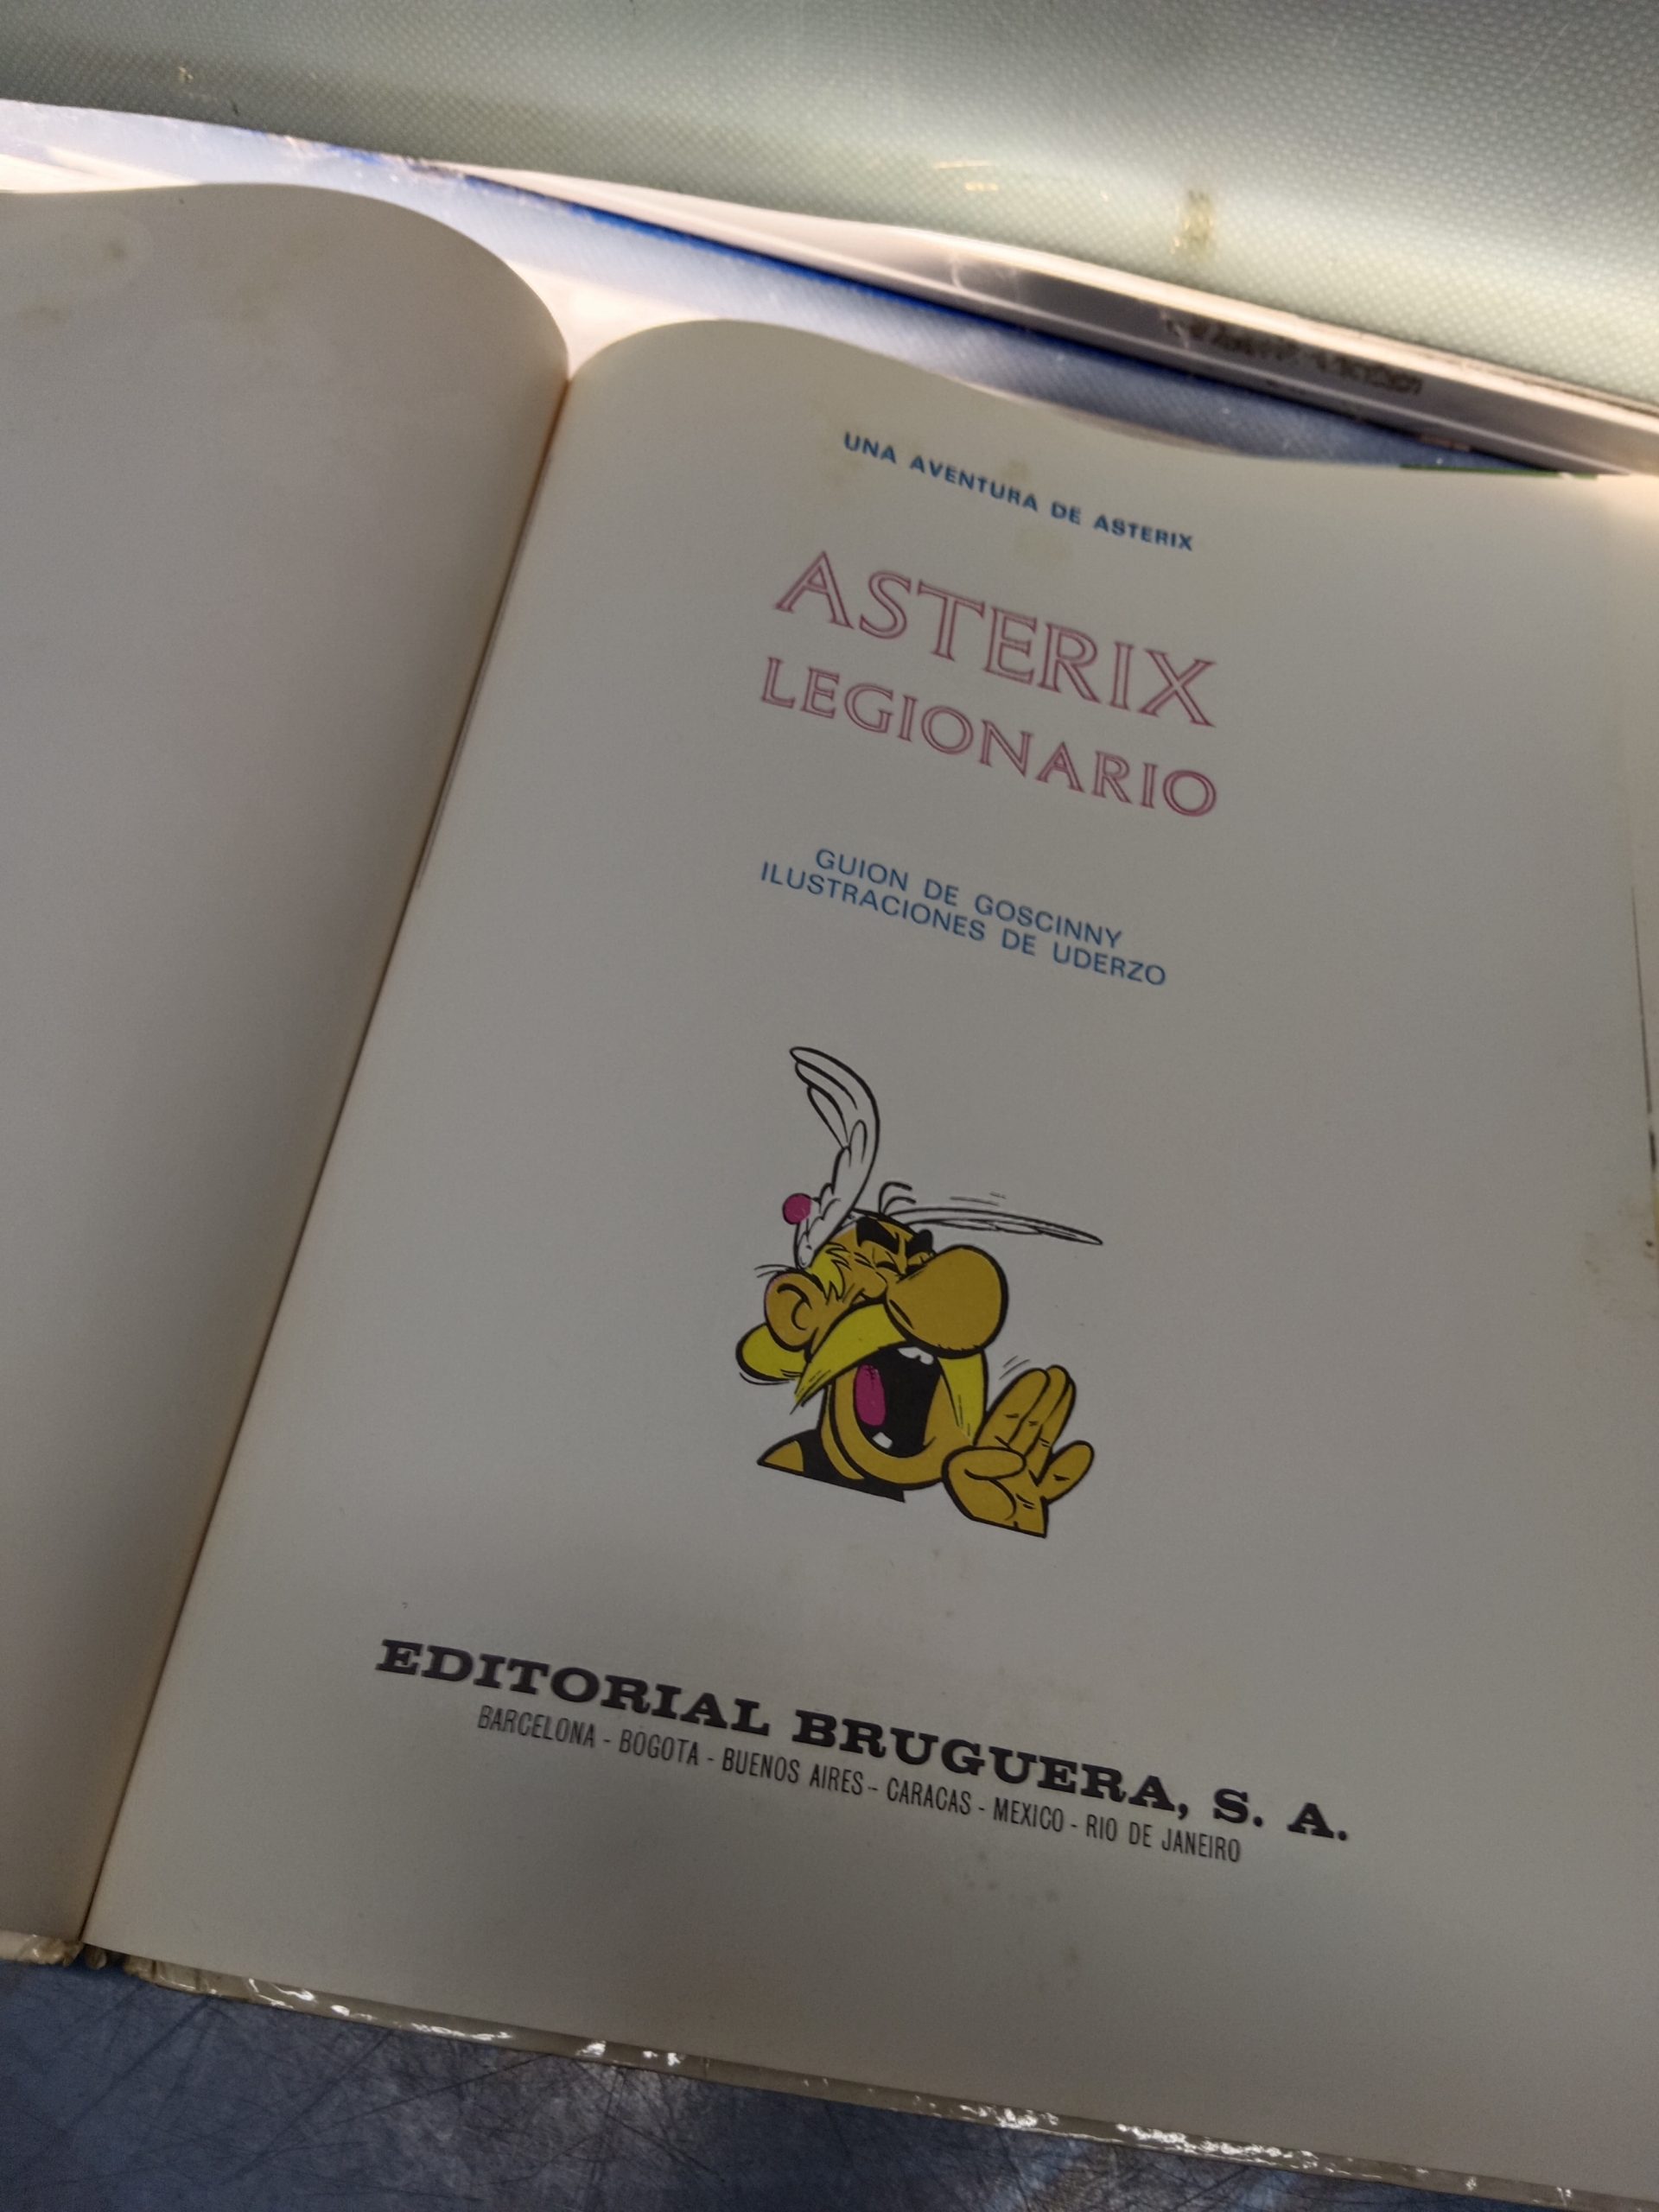 UNA AVENTURA DE ASTERIX
ASTERIX
LEGIONARIO
GUION DE GOSCINNY
ILUSTRACIONES DE UDERZO
EDITORIAL BRUGUERA, S. A.
BARCELONA - BOGOTA - BUENOS AIRES - CARACAS - MEXICO - RIO DE JANEIRO